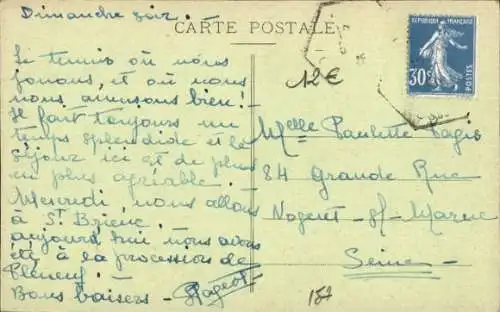 Dimanche soir.
CARTE POSTALE
REPUBLIQUE FRANÇAISE
30c
POSTES
12€
Le tennis où nous
jouons, et où nous
nous amusons bien!
Il fait toujours un
temps splendide et le
séjour ici est de plus
en plus agréable.
Mercredi, nous allons
à St Brieuc.
aujourd'hui nous avons
été à la procession de
Pléneuf.
Bons baisers -
Melle Paulette Pagès
84 Grande Rue
Nogent-s/-Marne
Seine
187